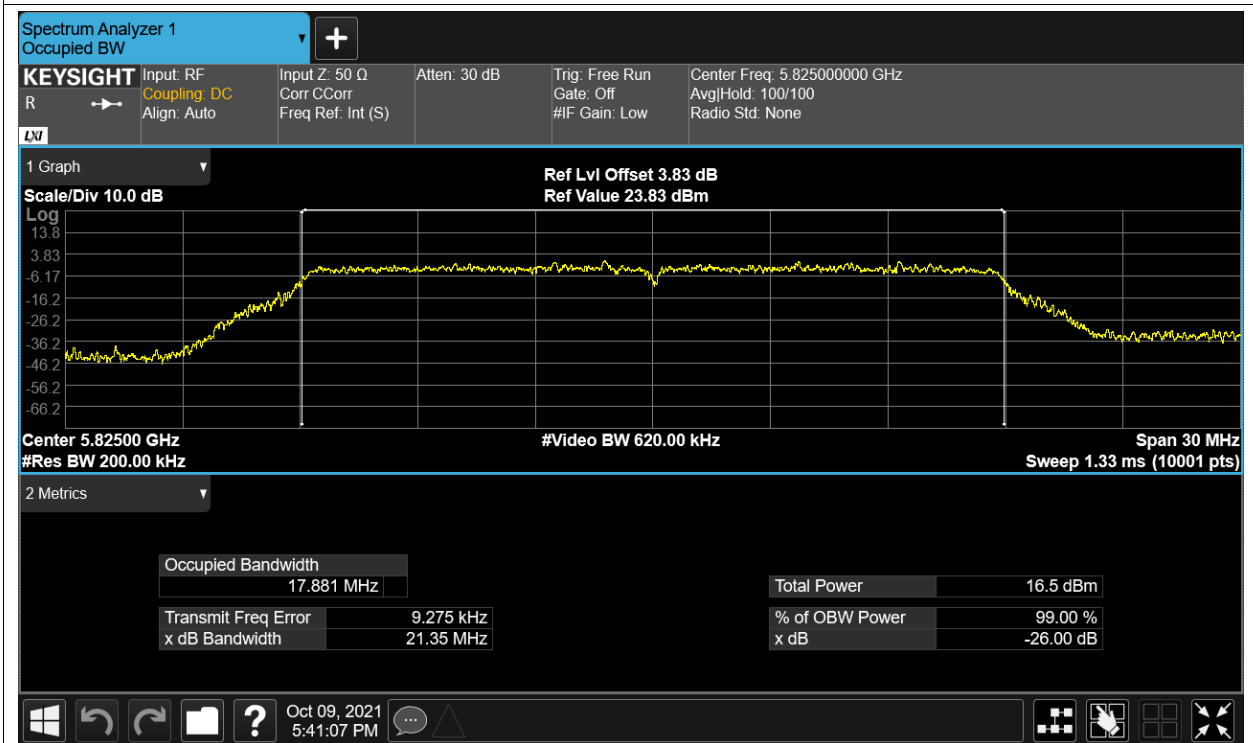 Spectrum Analyzer 1
Occupied BW
KEYSIGHT
R
LXI
Input: RF
Coupling: DC
Align: Auto
Input Z: 50 Ω
Corr CCorr
Freq Ref: Int (S)
Atten: 30 dB
Trig: Free Run
Gate: Off
#IF Gain: Low
Center Freq: 5.825000000 GHz
Avg|Hold: 100/100
Radio Std: None
1 Graph
Scale/Div 10.0 dB
Ref Lvl Offset 3.83 dB
Ref Value 23.83 dBm
Log
13.8
3.83
-6.17
-16.2
-26.2
-36.2
-46.2
-56.2
-66.2
Center 5.82500 GHz
#Res BW 200.00 kHz
#Video BW 620.00 kHz
Span 30 MHz
Sweep 1.33 ms (10001 pts)
2 Metrics
Occupied Bandwidth
17.881 MHz
Transmit Freq Error 9.275 kHz
x dB Bandwidth 21.35 MHz
Total Power 16.5 dBm
% of OBW Power 99.00 %
x dB -26.00 dB
?
Oct 09, 2021
5:41:07 PM